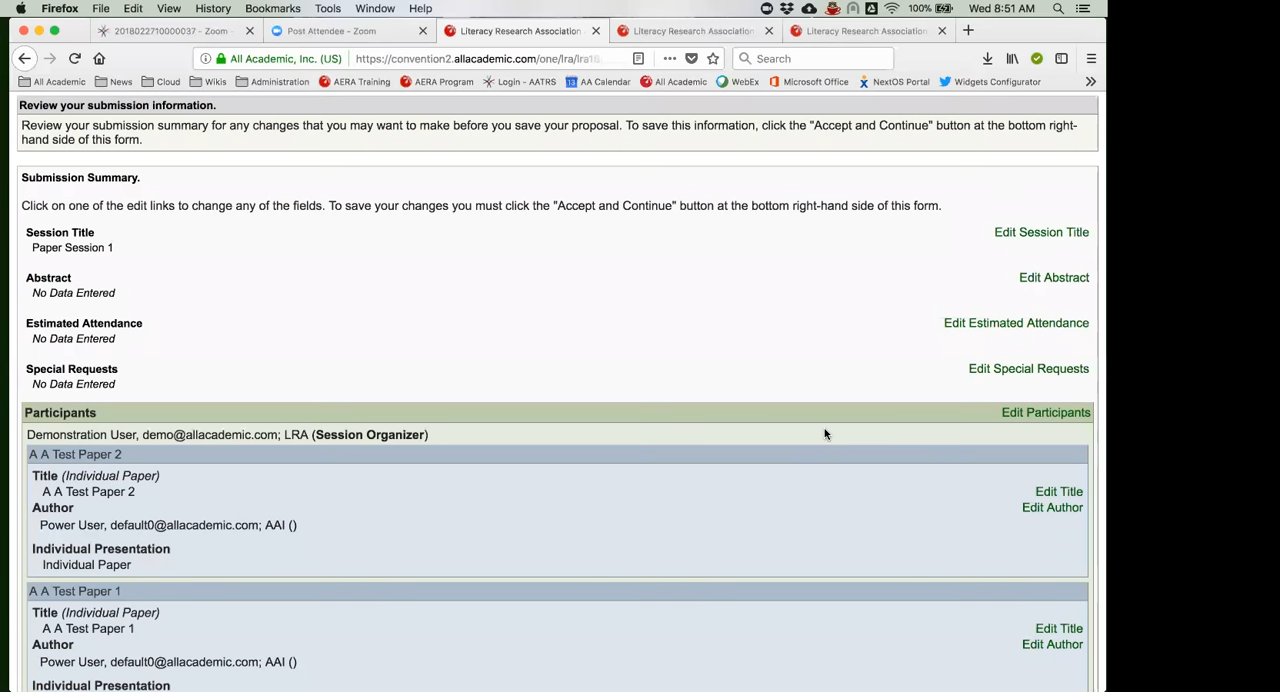 Firefox File Edit View History Bookmarks Tools Window Help 100% Wed 8:51 AM
2018022710000037 - Zoom Post Attendee - Zoom Literacy Research Association Literacy Research Association Literacy Research Association
All Academic, Inc. (US) https://convention2.allacademic.com/one/lra/ Search
All Academic News Cloud Wikis Administration AERA Training AERA Program Login - AATRS 13 AA Calendar All Academic WebEx Microsoft Office NextOS Portal Widgets Configurator
Review your submission information.
Review your submission summary for any changes that you may want to make before you save your proposal. To save this information, click the "Accept and Continue" button at the bottom right-
hand side of this form.
Submission Summary.
Click on one of the edit links to change any of the fields. To save your changes you must click the "Accept and Continue" button at the bottom right-hand side of this form.
Session Title Edit Session Title
Paper Session 1
Abstract Edit Abstract
No Data Entered
Estimated Attendance Edit Estimated Attendance
No Data Entered
Special Requests Edit Special Requests
No Data Entered
Participants Edit Participants
Demonstration User, demo@allacademic.com; LRA (Session Organizer)
A A Test Paper 2
Title (Individual Paper)
A A Test Paper 2 Edit Title
Author Edit Author
Power User, default0@allacademic.com; AAI ()
Individual Presentation
Individual Paper
A A Test Paper 1
Title (Individual Paper)
A A Test Paper 1 Edit Title
Author Edit Author
Power User, default0@allacademic.com; AAI ()
Individual Presentation